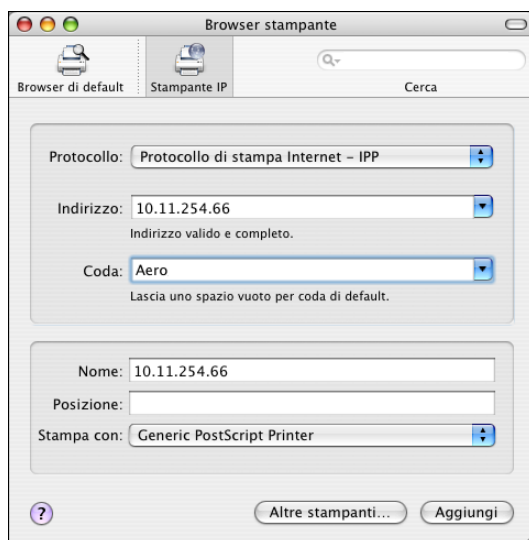 Browser stampante
Browser di default
Stampante IP
Cerca
Protocollo: Protocollo di stampa Internet – IPP
Indirizzo: 10.11.254.66
Indirizzo valido e completo.
Coda: Aero
Lascia uno spazio vuoto per coda di default.
Nome: 10.11.254.66
Posizione:
Stampa con: Generic PostScript Printer
?
Altre stampanti...
Aggiungi